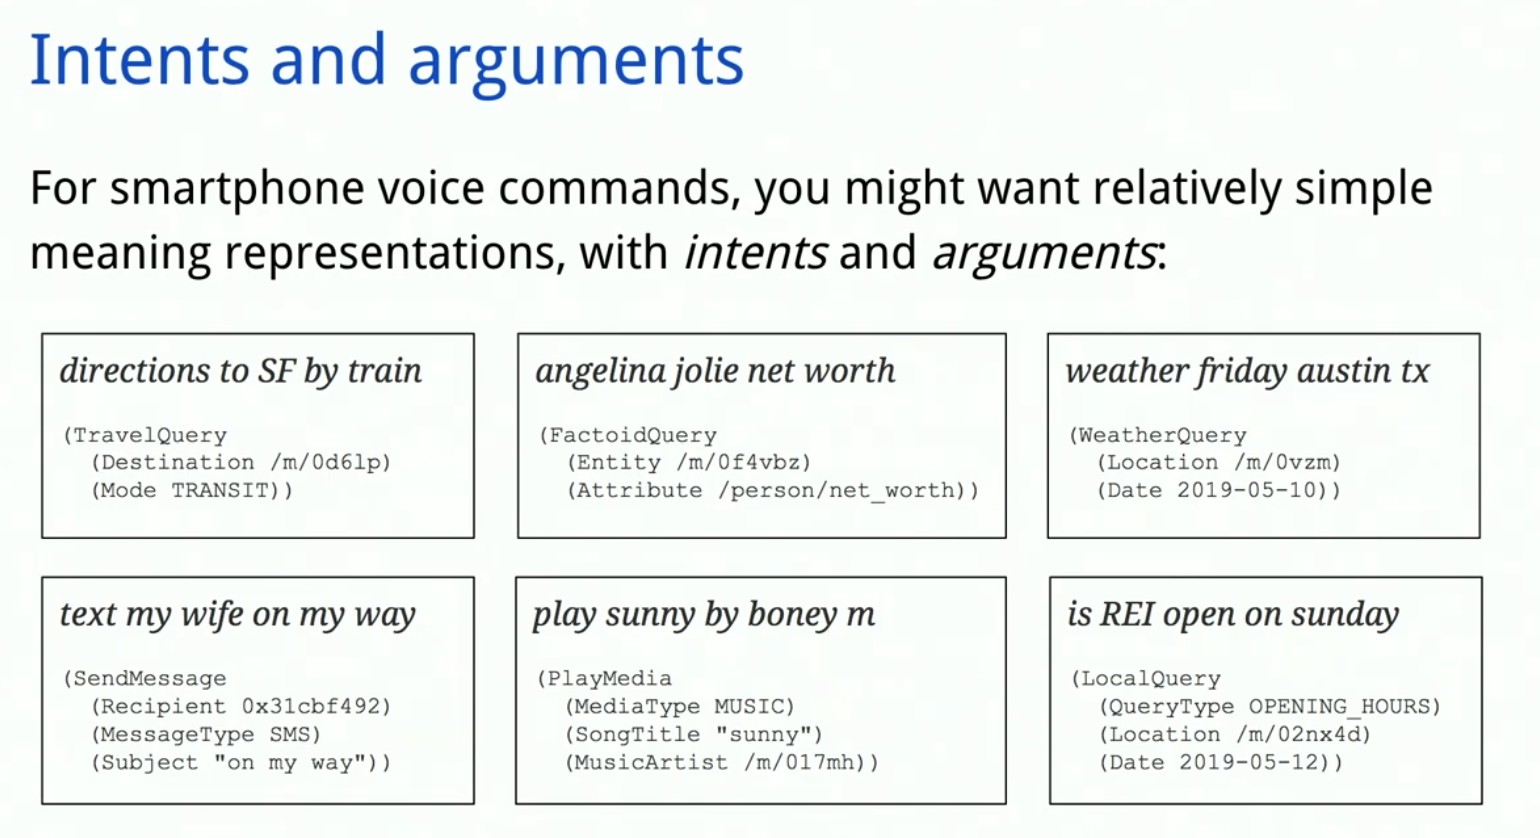 Intents and arguments
For smartphone voice commands, you might want relatively simple
meaning representations, with intents and arguments:
directions to SF by train
(TravelQuery
(Destination /m/0d6lp)
(Mode TRANSIT))
angelina jolie net worth
(FactoidQuery
(Entity /m/0f4vbz)
(Attribute /person/net_worth))
weather friday austin tx
(WeatherQuery
(Location /m/0vzm)
(Date 2019-05-10))
text my wife on my way
(SendMessage
(Recipient 0x31cbf492)
(MessageType SMS)
(Subject "on my way"))
play sunny by boney m
(PlayMedia
(MediaType MUSIC)
(SongTitle "sunny")
(MusicArtist /m/017mh))
is REI open on sunday
(LocalQuery
(QueryType OPENING_HOURS)
(Location /m/02nx4d)
(Date 2019-05-12))